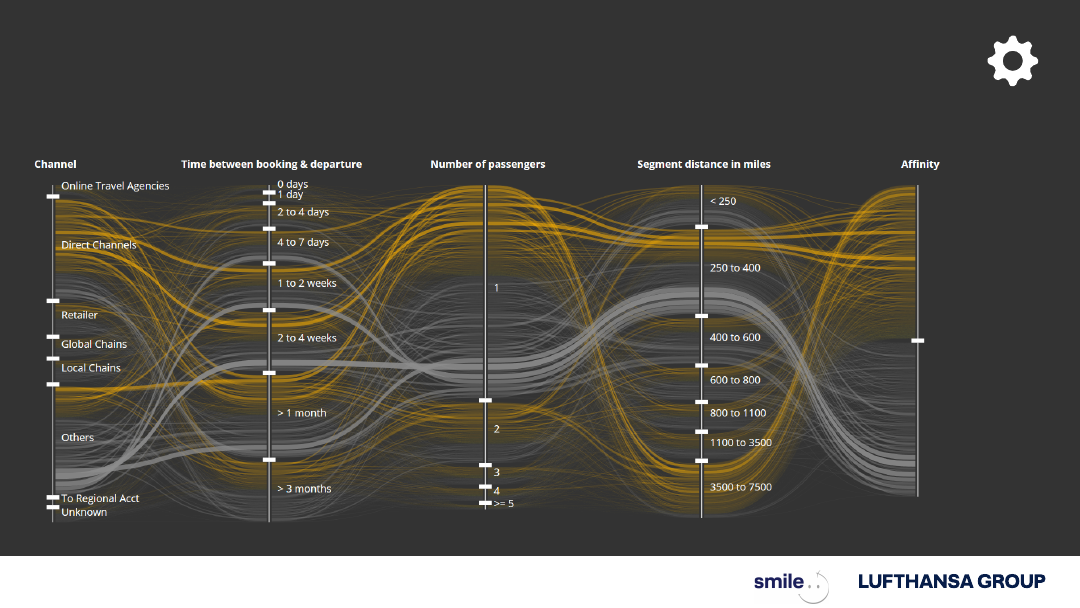 Channel
Time between booking & departure
Number of passengers
Segment distance in miles
Affinity
Online Travel Agencies
Direct Channels
Retailer
Global Chains
Local Chains
Others
To Regional Acct
Unknown
0 days
1 day
2 to 4 days
4 to 7 days
1 to 2 weeks
2 to 4 weeks
> 1 month
> 3 months
1
2
3
4
>= 5
< 250
250 to 400
400 to 600
600 to 800
800 to 1100
1100 to 3500
3500 to 7500
smile
LUFTHANSA GROUP